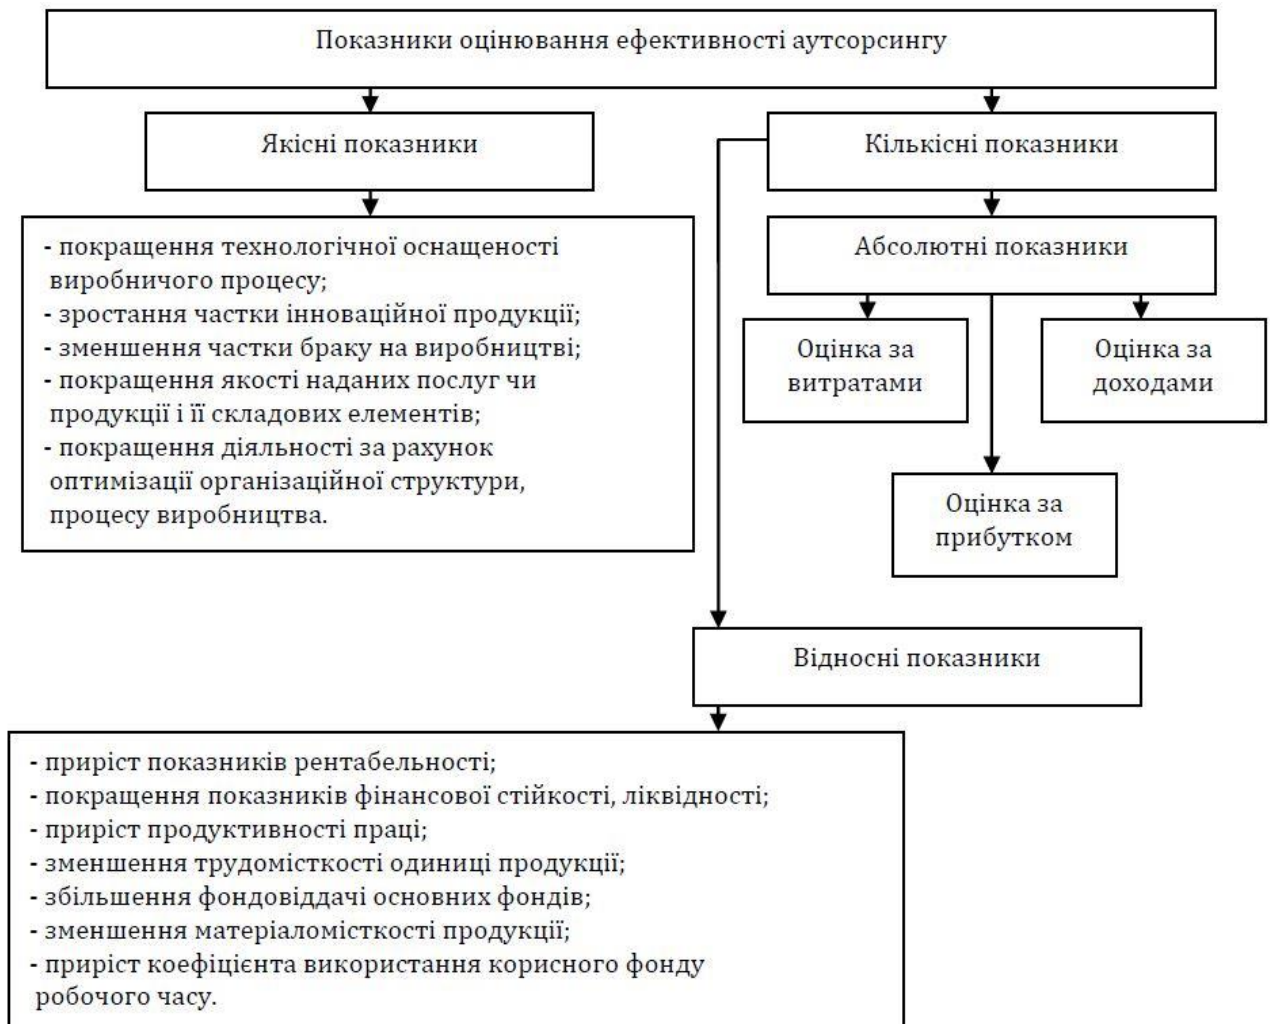 Показники оцінювання ефективності аутсорсингу
Якісні показники
Кількісні показники
- покращення технологічної оснащеності
виробничого процесу;
- зростання частки інноваційної продукції;
- зменшення частки браку на виробництві;
- покращення якості наданих послуг чи
продукції і її складових елементів;
- покращення діяльності за рахунок
оптимізації організаційної структури,
процесу виробництва.
Абсолютні показники
Оцінка за
витратами
Оцінка за
доходами
Оцінка за
прибутком
Відносні показники
- приріст показників рентабельності;
- покращення показників фінансової стійкості, ліквідності;
- приріст продуктивності праці;
- зменшення трудомісткості одиниці продукції;
- збільшення фондовіддачі основних фондів;
- зменшення матеріаломісткості продукції;
- приріст коефіцієнта використання корисного фонду
робочого часу.